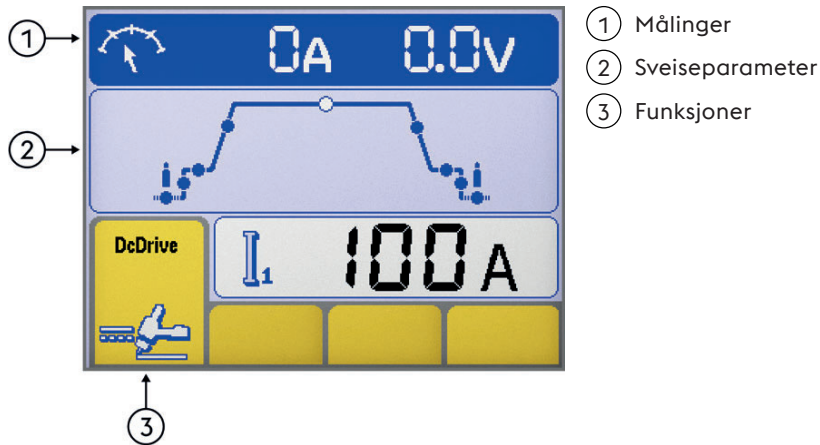 1 0A 0.0V
2
DcDrive I1 100A
3
1 Målinger
2 Sveiseparameter
3 Funksjoner